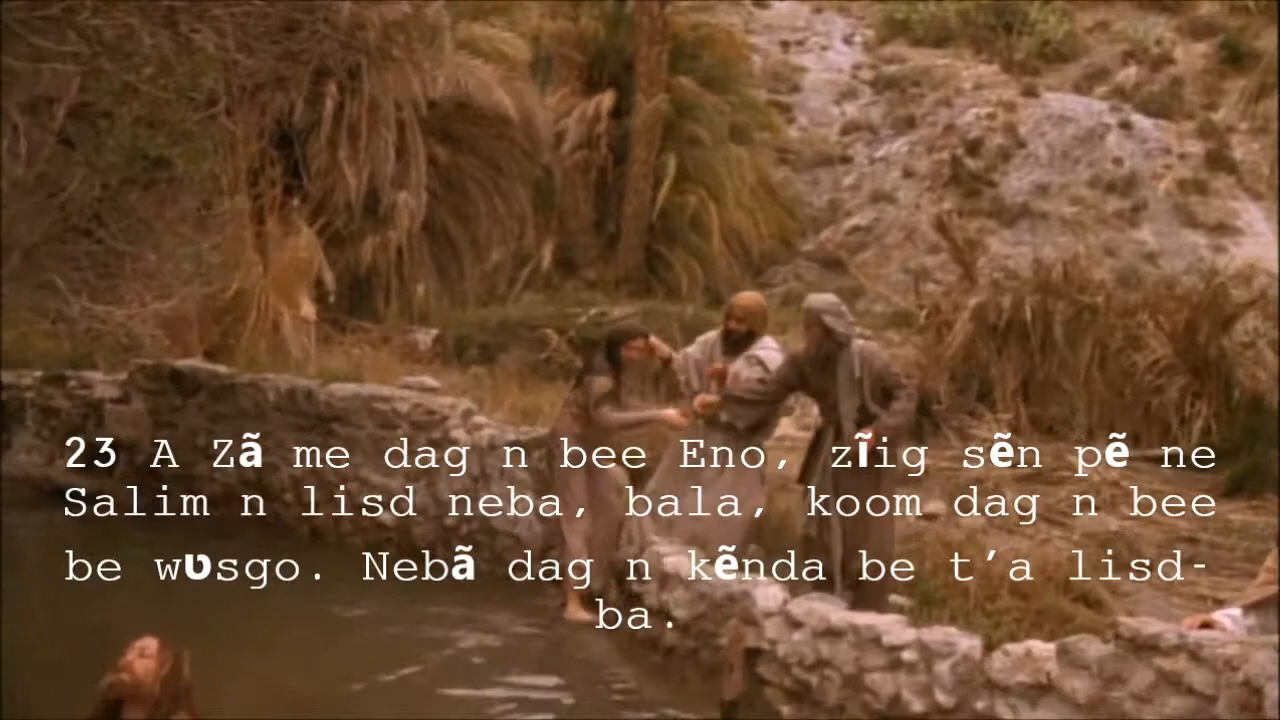 23 A Zã me dag n bee Eno, zĩig sẽn pẽ ne
Salim n lisd neba, bala, koom dag n bee
be wʋsgo. Nebã dag n kẽnda be t’a lisd-
ba.